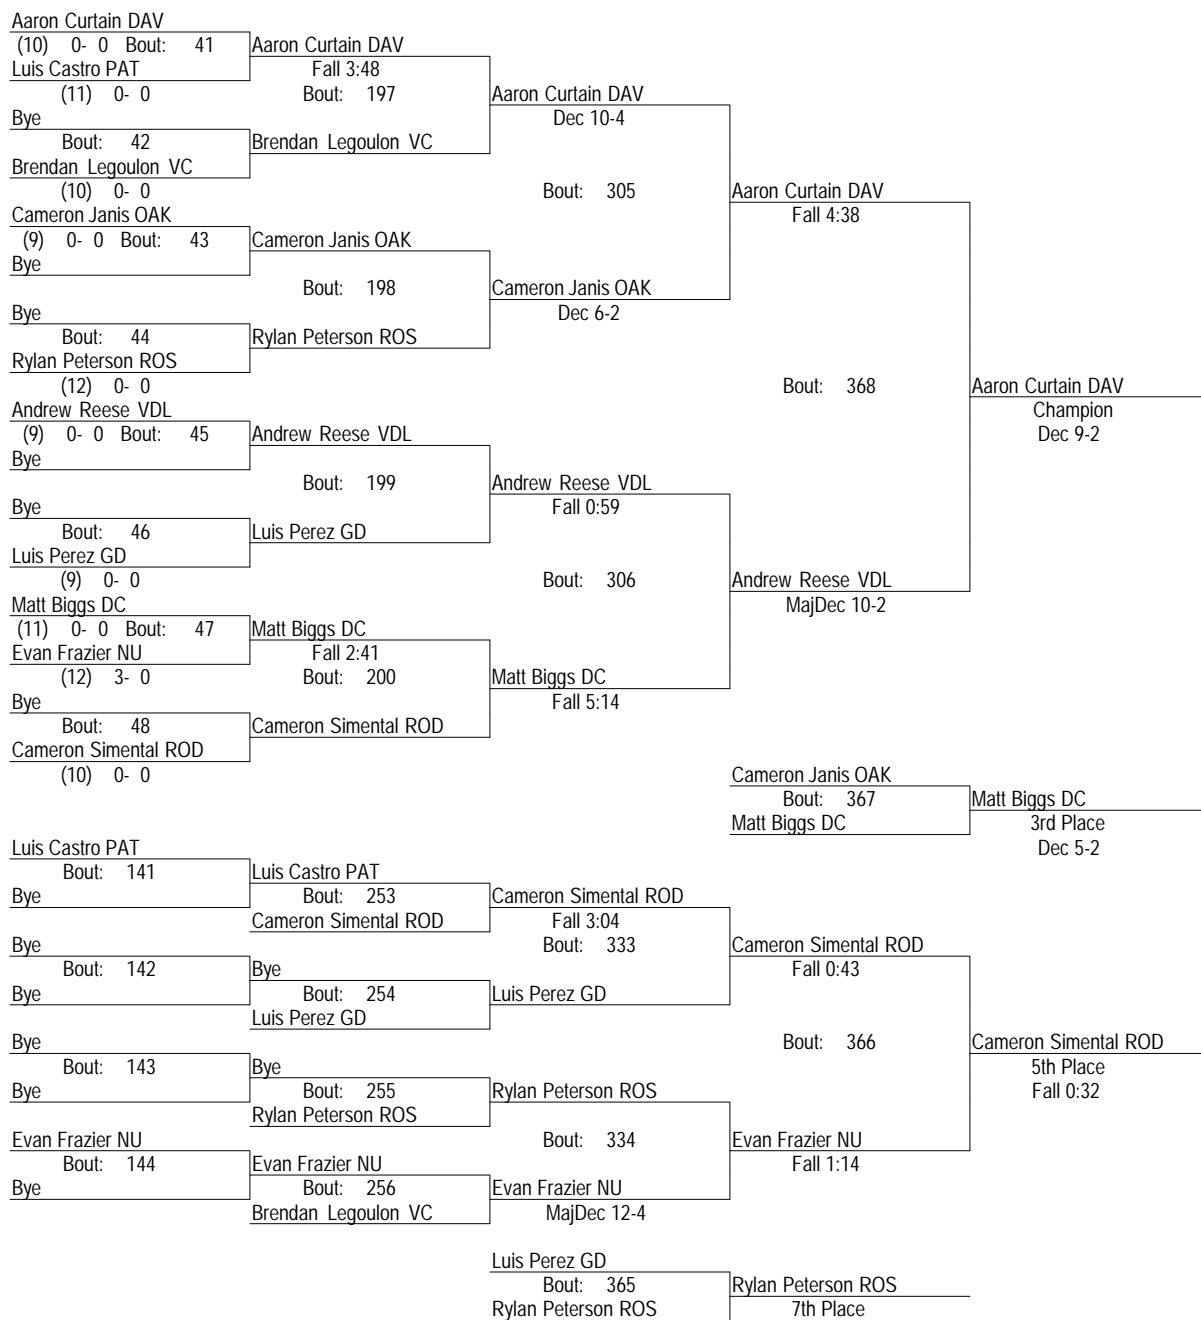 Aaron Curtain DAV
(10) 0- 0 Bout: 41 Aaron Curtain DAV
Luis Castro PAT Fall 3:48
(11) 0- 0 Bout: 197 Aaron Curtain DAV
Bye Dec 10-4
Bout: 42 Brendan Legoulon VC
Brendan Legoulon VC
(10) 0- 0 Bout: 305 Aaron Curtain DAV
Cameron Janis OAK Fall 4:38
(9) 0- 0 Bout: 43 Cameron Janis OAK
Bye
Bout: 198 Cameron Janis OAK
Bye Dec 6-2
Bout: 44 Rylan Peterson ROS
Rylan Peterson ROS
(12) 0- 0 Bout: 368 Aaron Curtain DAV
Andrew Reese VDL Champion
(9) 0- 0 Bout: 45 Andrew Reese VDL Dec 9-2
Bye
Bout: 199 Andrew Reese VDL
Bye Fall 0:59
Bout: 46 Luis Perez GD
Luis Perez GD
(9) 0- 0 Bout: 306 Andrew Reese VDL
Matt Biggs DC MajDec 10-2
(11) 0- 0 Bout: 47 Matt Biggs DC
Evan Frazier NU Fall 2:41
(12) 3- 0 Bout: 200 Matt Biggs DC
Bye Fall 5:14
Bout: 48 Cameron Simental ROD
Cameron Simental ROD
(10) 0- 0 Cameron Janis OAK
Bout: 367 Matt Biggs DC
Matt Biggs DC 3rd Place
Luis Castro PAT Dec 5-2
Bout: 141 Luis Castro PAT
Bye Bout: 253 Cameron Simental ROD
Cameron Simental ROD Fall 3:04
Bye Bout: 333 Cameron Simental ROD
Bout: 142 Bye Fall 0:43
Bye Bout: 254 Luis Perez GD
Luis Perez GD
Bye Bout: 366 Cameron Simental ROD
Bout: 143 Bye 5th Place
Bye Bout: 255 Rylan Peterson ROS Fall 0:32
Rylan Peterson ROS
Evan Frazier NU Bout: 334 Evan Frazier NU
Bout: 144 Evan Frazier NU Fall 1:14
Bye Bout: 256 Evan Frazier NU
Brendan Legoulon VC MajDec 12-4
Luis Perez GD
Bout: 365 Rylan Peterson ROS
Rylan Peterson ROS 7th Place